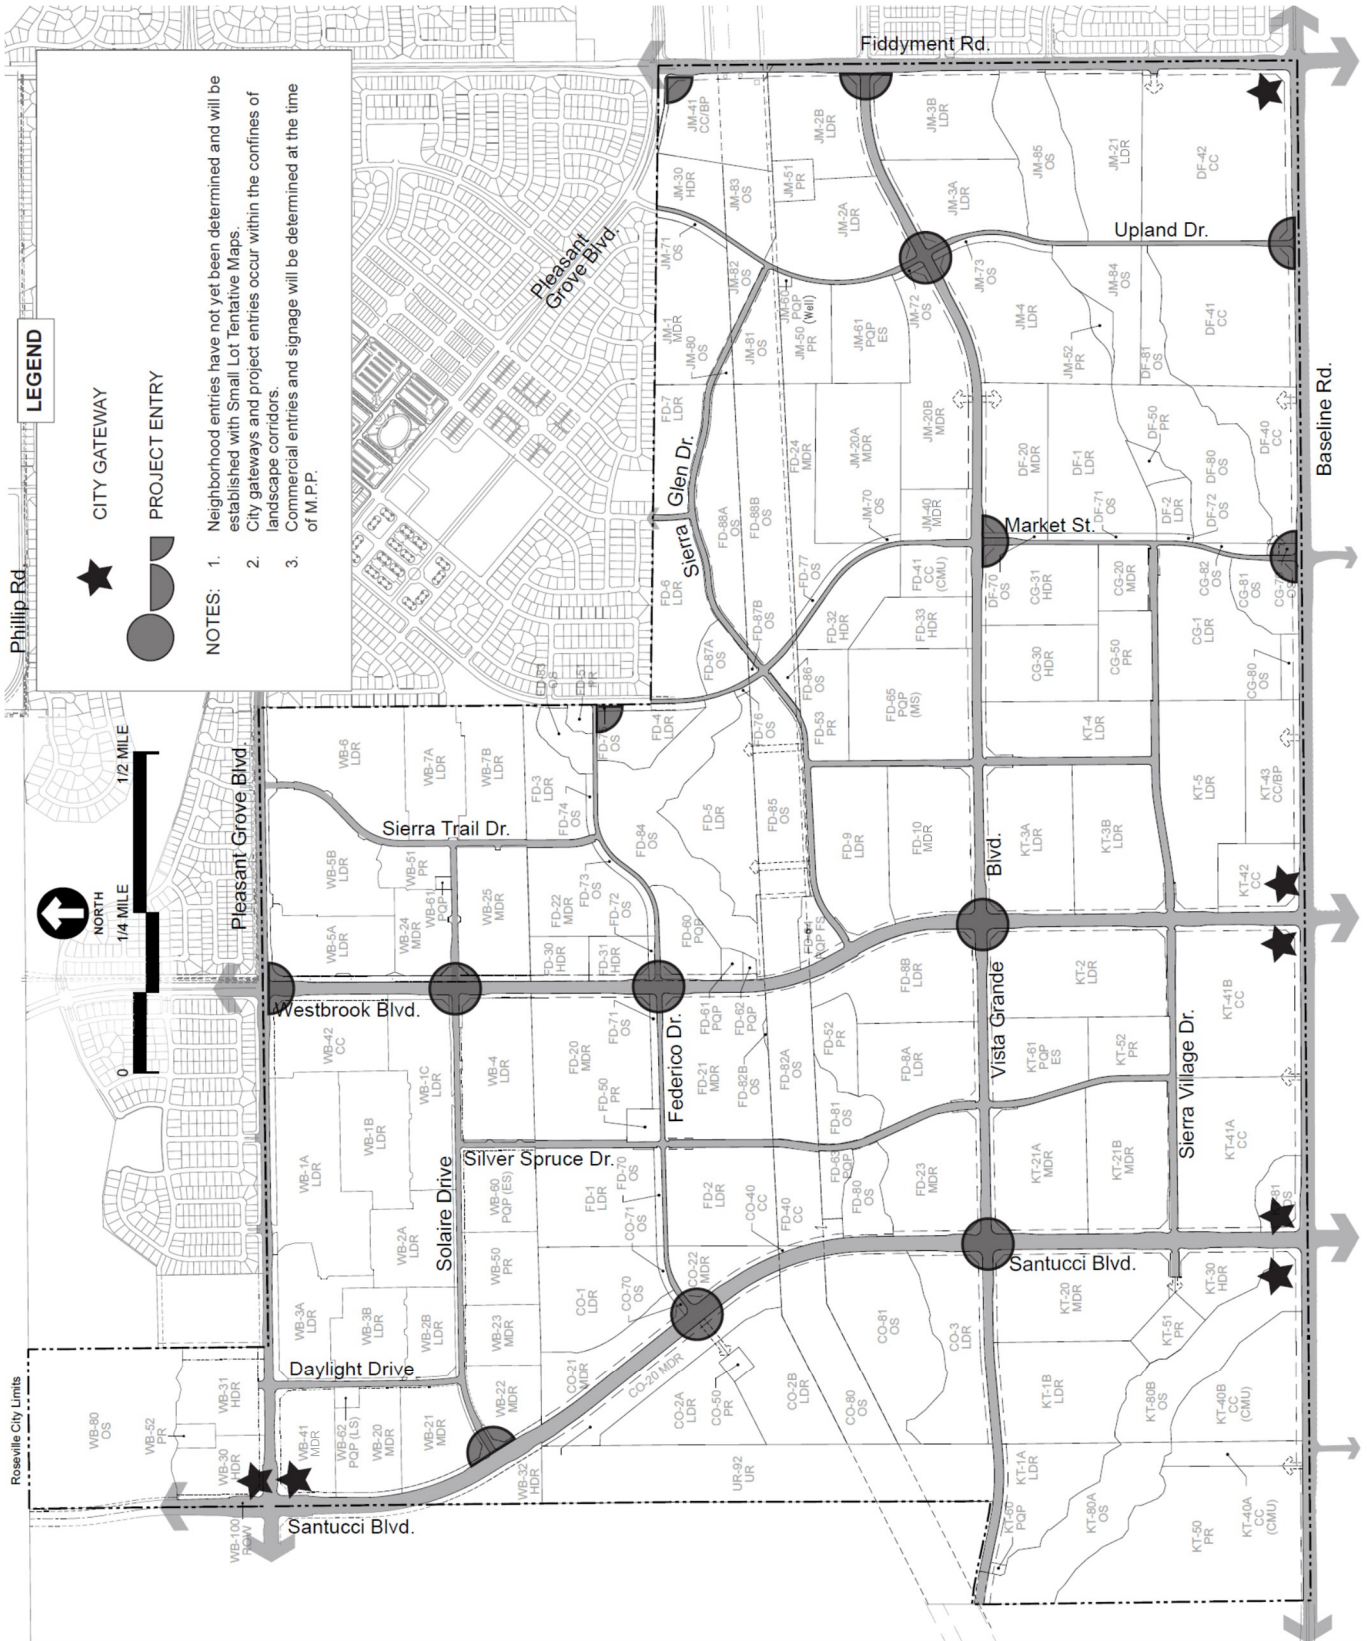 LEGEND
CITY GATEWAY
PROJECT ENTRY
NOTES:
1. Neighborhood entries have not yet been determined and will be
established with Small Lot Tentative Maps.
2. City gateways and project entries occur within the confines of
landscape corridors.
3. Commercial entries and signage will be determined at the time
of M.P.P.
NORTH
0
1/4 MILE
1/2 MILE
Roseville City Limits
Phillip Rd.
Fiddyment Rd.
Pleasant
Grove Blvd.
Pleasant Grove Blvd.
Baseline Rd.
Upland Dr.
Market St.
Sierra
Glen Dr.
Sierra Trail Dr.
Westbrook Blvd.
Federico Dr.
Vista Grande
Blvd.
Sierra Village Dr.
Silver Spruce Dr.
Solaire Drive
Daylight Drive
Santucci Blvd.
Santucci Blvd.
WB-80
OS
WB-52
PR
WB-31
HDR
WB-30
HDR
WB-100
ROW
WB-41
MDR
WB-62
PQP (LS)
WB-20
MDR
WB-21
MDR
WB-22
MDR
WB-32
HDR
WB-3A
LDR
WB-3B
LDR
WB-2B
LDR
WB-23
MDR
WB-2A
LDR
WB-50
PR
WB-1A
LDR
WB-1B
LDR
WB-1C
LDR
WB-60
PQP (ES)
WB-42
CC
WB-4
LDR
WB-5A
LDR
WB-5B
LDR
WB-24
MDR
WB-61
PQP
WB-51
PR
WB-25
MDR
WB-6
LDR
WB-7A
LDR
WB-7B
LDR
FD-83
OS
FD-51
PR
FD-3
LDR
FD-74
OS
FD-4
LDR
FD-84
OS
FD-73
OS
FD-72
OS
FD-22
MDR
FD-30
HDR
FD-31
HDR
FD-71
OS
FD-20
MDR
FD-50
PR
FD-1
LDR
FD-70
OS
CO-71
OS
CO-70
OS
CO-1
LDR
CO-21
MDR
CO-20 MDR
CO-22
MDR
FD-2
LDR
CO-40
CC
FD-40
CC
FD-21
MDR
FD-61
PQP
FD-62
PQP
FD-60
PQP
FD-82B
OS
FD-82A
OS
FD-5
LDR
FD-85
OS
FD-76
OS
FD-53
PR
FD-86
OS
FD-87A
OS
FD-87B
OS
FD-6
LDR
FD-7
LDR
FD-88A
OS
FD-88B
OS
FD-77
OS
FD-32
HDR
FD-33
HDR
FD-41
CC
(CMU)
FD-65
PQP
(MS)
FD-9
LDR
FD-10
MDR
FD-8B
LDR
FD-8A
LDR
FD-52
PR
FD-81
OS
FD-63
PQP
FD-80
OS
FD-23
MDR
FD-24
MDR
CO-2A
LDR
CO-50
PR
CO-2B
LDR
CO-80
OS
CO-81
OS
CO-3
LDR
UR-92
UR
JM-41
CC/BP
JM-30
HDR
JM-83
OS
JM-51
PR
JM-2B
LDR
JM-2A
LDR
JM-3B
LDR
JM-3A
LDR
JM-85
OS
JM-21
LDR
JM-71
OS
JM-82
OS
JM-1
MDR
JM-80
OS
JM-81
OS
JM-60
PQP
(Well)
JM-50
PR
JM-61
PQP
ES
JM-72
OS
JM-73
OS
JM-4
LDR
JM-84
OS
JM-52
PR
JM-20A
MDR
JM-20B
MDR
JM-70
OS
JM-40
MDR
DF-42
CC
DF-41
CC
DF-81
OS
DF-50
PR
DF-40
CC
DF-80
OS
DF-20
MDR
DF-1
LDR
DF-71
OS
DF-2
LDR
DF-72
OS
DF-70
OS
CG-31
HDR
CG-20
MDR
CG-82
OS
CG-81
OS
CG-30
HDR
CG-50
PR
CG-1
LDR
CG-80
OS
KT-4
LDR
KT-5
LDR
KT-43
CC/BP
KT-42
CC
KT-3A
LDR
KT-3B
LDR
KT-2
LDR
KT-41B
CC
KT-61
PQP
ES
KT-52
PR
KT-41A
CC
KT-21A
MDR
KT-21B
MDR
KT-20
MDR
KT-30
HDR
KT-51
PR
KT-1B
LDR
KT-80B
OS
KT-40B
CC
(CMU)
KT-1A
LDR
KT-60
PQP
KT-80A
OS
KT-50
PR
KT-40A
CC
(CMU)